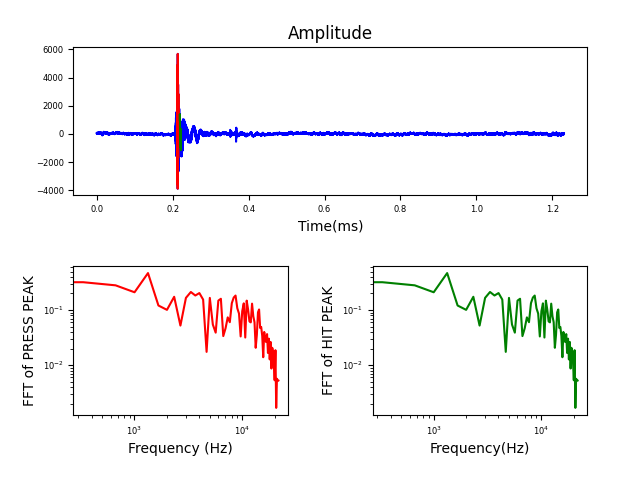 Amplitude
6000
4000
2000
0
−2000
−4000
0.0 0.2 0.4 0.6 0.8 1.0 1.2
Time(ms)
FFT of PRESS PEAK
10⁻¹
10⁻²
10³ 10⁴
Frequency (Hz)
FFT of HIT PEAK
10⁻¹
10⁻²
10³ 10⁴
Frequency(Hz)